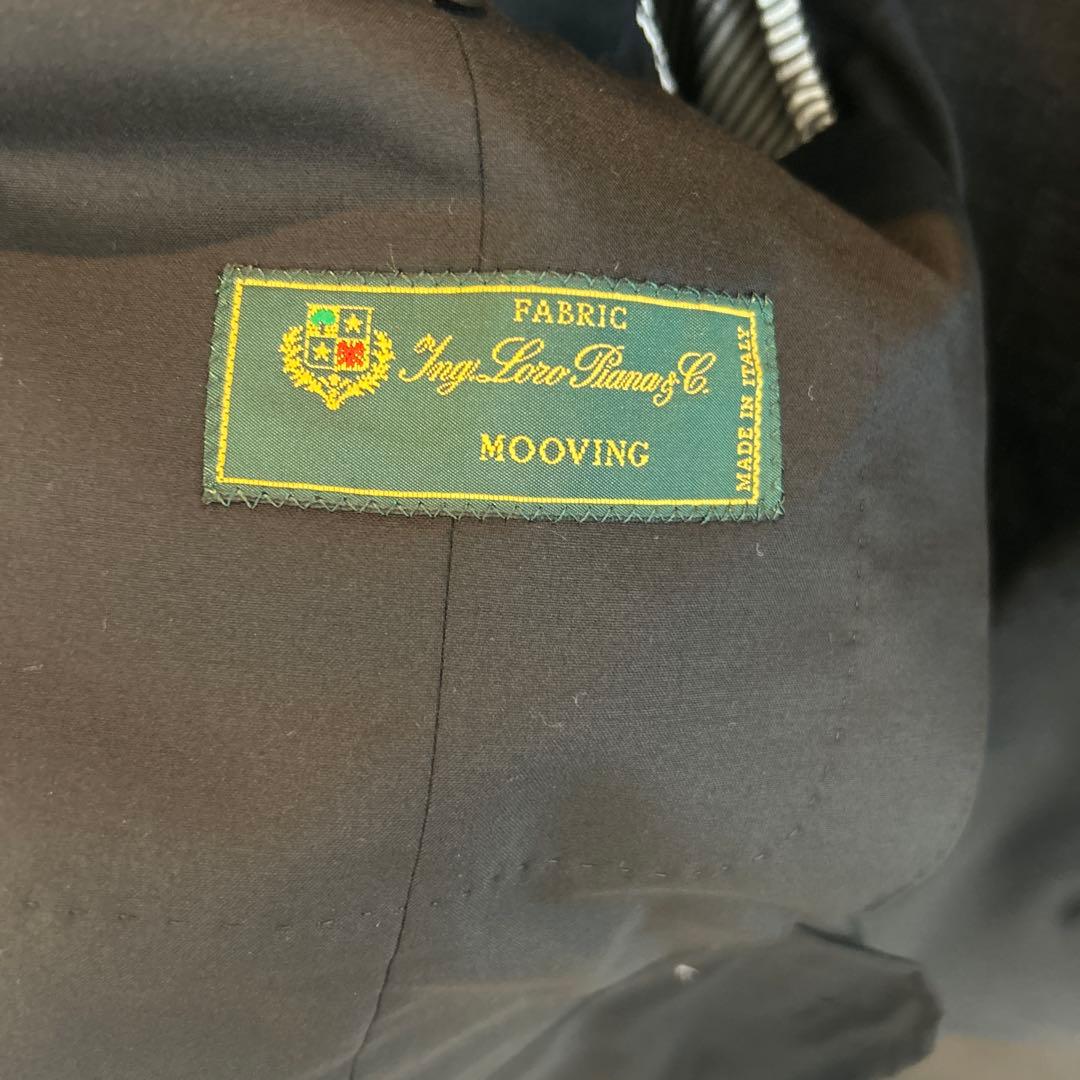 FABRIC
Ing. Loro Piana & C.
MOOVING
MADE IN ITALY